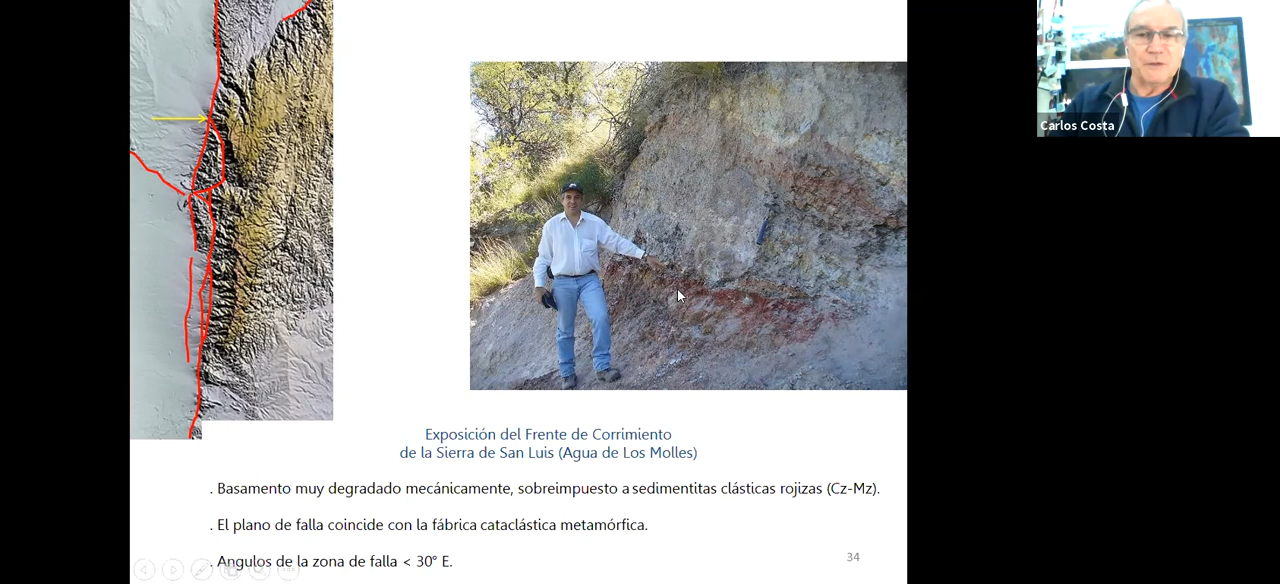 Carlos Costa
Exposición del Frente de Corrimiento
de la Sierra de San Luis (Agua de Los Molles)
. Basamento muy degradado mecánicamente, sobreimpuesto a sedimentitas clásticas rojizas (Cz-Mz).
. El plano de falla coincide con la fábrica cataclástica metamórfica.
34
. Angulos de la zona de falla < 30° E.